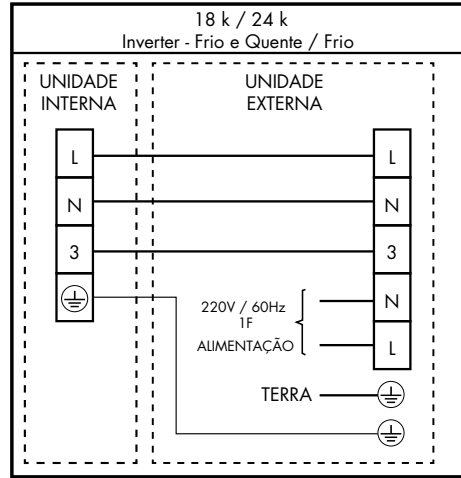 18 k / 24 k
Inverter - Frio e Quente / Frio
UNIDADE
INTERNA
UNIDADE
EXTERNA
L
N
3
L
N
3
N
L
220V / 60Hz
1F
ALIMENTAÇÃO
TERRA